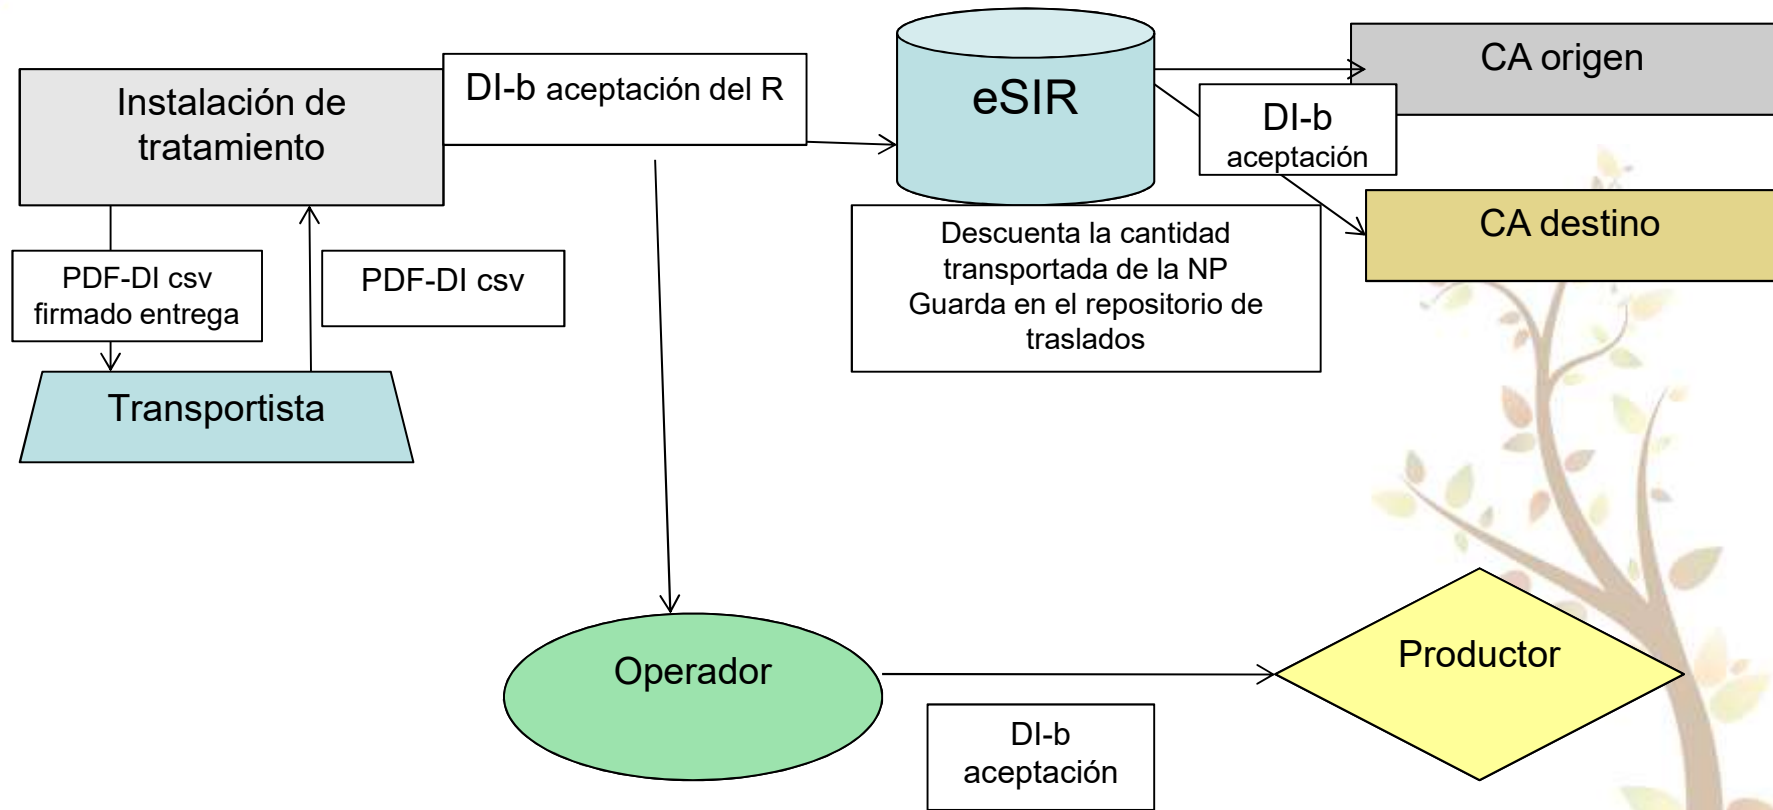 Instalación de
tratamiento
DI-b aceptación del R
eSIR
CA origen
DI-b
aceptación
CA destino
Descuenta la cantidad
transportada de la NP
Guarda en el repositorio de
traslados
PDF-DI csv
firmado entrega
PDF-DI csv
Transportista
Operador
Productor
DI-b
aceptación